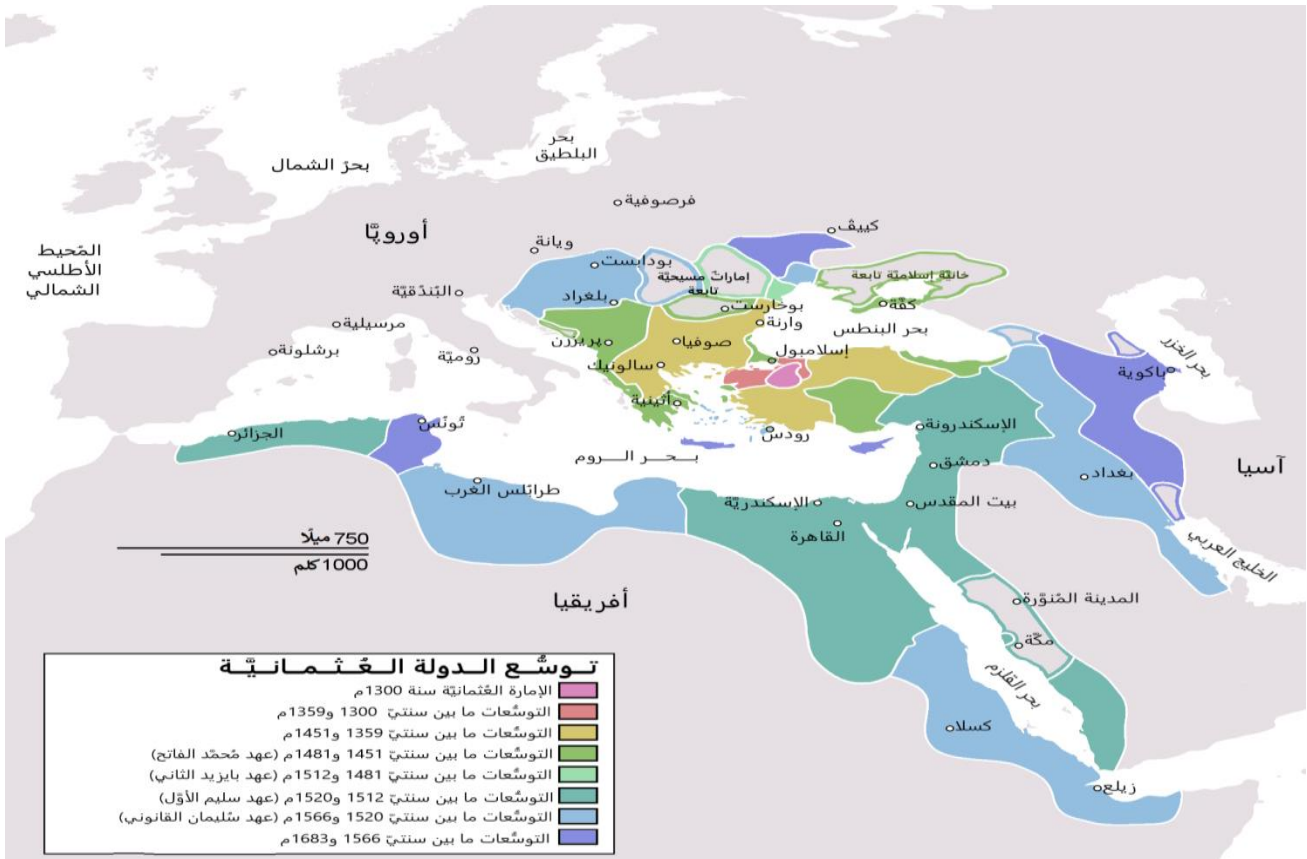 بحر البلطيق
بحرُ الشمال
فرصوفية
كييڤ
أوروپَّا
ويانة
المُحيط
الأطلسي
الشمالي
بودابست
إماراتٌ مسيحيَّة
تابعة
خانيَّة إسلاميَّة تابعة
البُندُقيَّة
بلغراد
بوخارست
كفَّة
مرسيلية
وارنة
بحر البنطس
بريزرن
صوفيا
برشلونة
روميَّة
إسلامبول
سالونيك
باكوية
بحر الخزر
أثينية
الجزائر
تُونُس
رودس
الإسكندرونة
بـــحـــر الـــروم
دمشق
بغداد
آسيا
طرابُلس الغرب
الإسكندريَّة
بيت المقدس
القاهرة
750 ميلًا
1000 كلم
الخليج العربي
أفريقيا
المدينة المُنوَّرة
مكَّة
بحر القلزم
كسلا
زيلع
تـوسُّـع الـدولة الـعُـثـمـانـيَّـة
الإمارة العُثمانيَّة سنة 1300م
التوسُّعات ما بين سنتيّ 1300 و1359م
التوسُّعات ما بين سنتيّ 1359 و1451م
التوسُّعات ما بين سنتيّ 1451 و1481م (عهد مُحمَّد الفاتح)
التوسُّعات ما بين سنتيّ 1481 و1512م (عهد بايزيد الثاني)
التوسُّعات ما بين سنتيّ 1512 و1520م (عهد سليم الأوَّل)
التوسُّعات ما بين سنتيّ 1520 و1566م (عهد سُليمان القانوني)
التوسُّعات ما بين سنتيّ 1566 و1683م